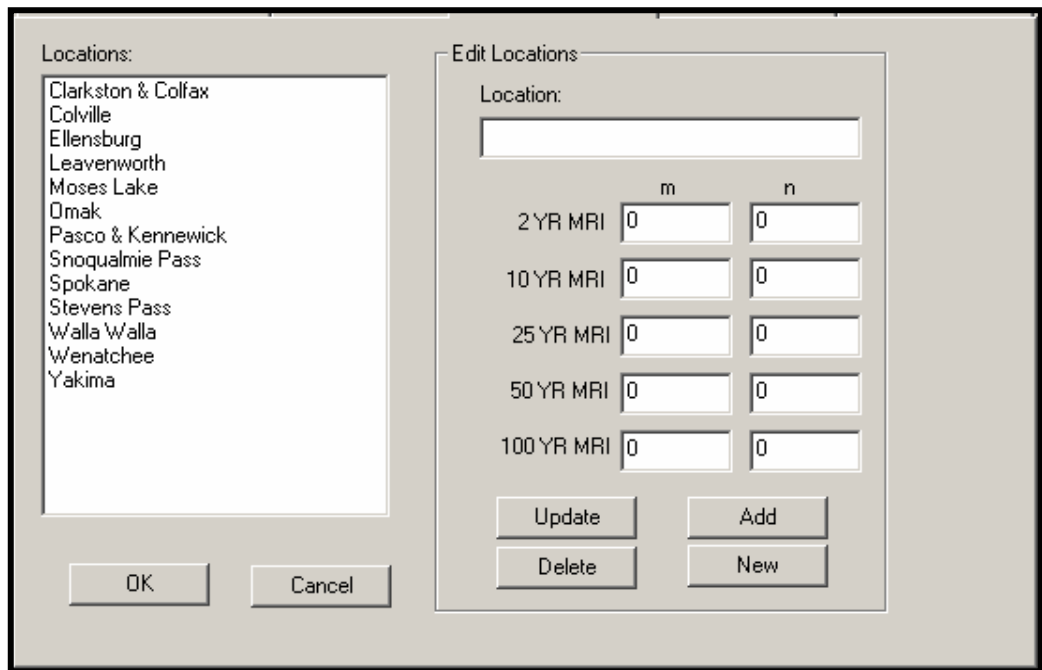 Locations:
Clarkston & Colfax
Colville
Ellensburg
Leavenworth
Moses Lake
Omak
Pasco & Kennewick
Snoqualmie Pass
Spokane
Stevens Pass
Walla Walla
Wenatchee
Yakima
OK
Cancel
Edit Locations
Location:
m n
2 YR MRI 0 0
10 YR MRI 0 0
25 YR MRI 0 0
50 YR MRI 0 0
100 YR MRI 0 0
Update Add
Delete New